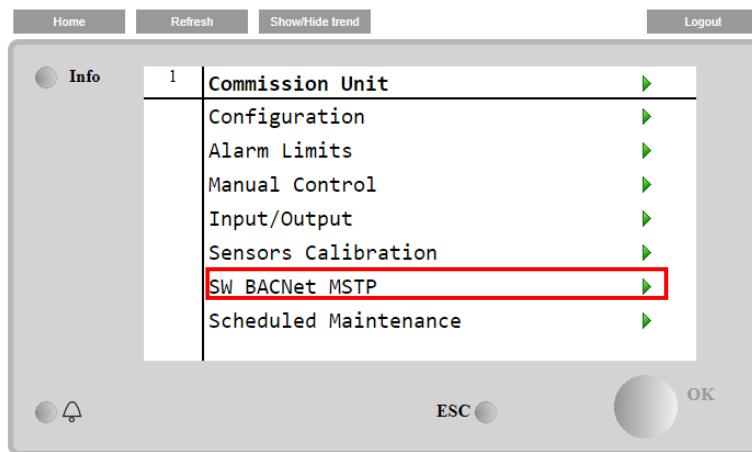 Home Refresh Show/Hide trend Logout
Info
1 Commission Unit
Configuration
Alarm Limits
Manual Control
Input/Output
Sensors Calibration
SW BACNet MSTP
Scheduled Maintenance
ESC OK